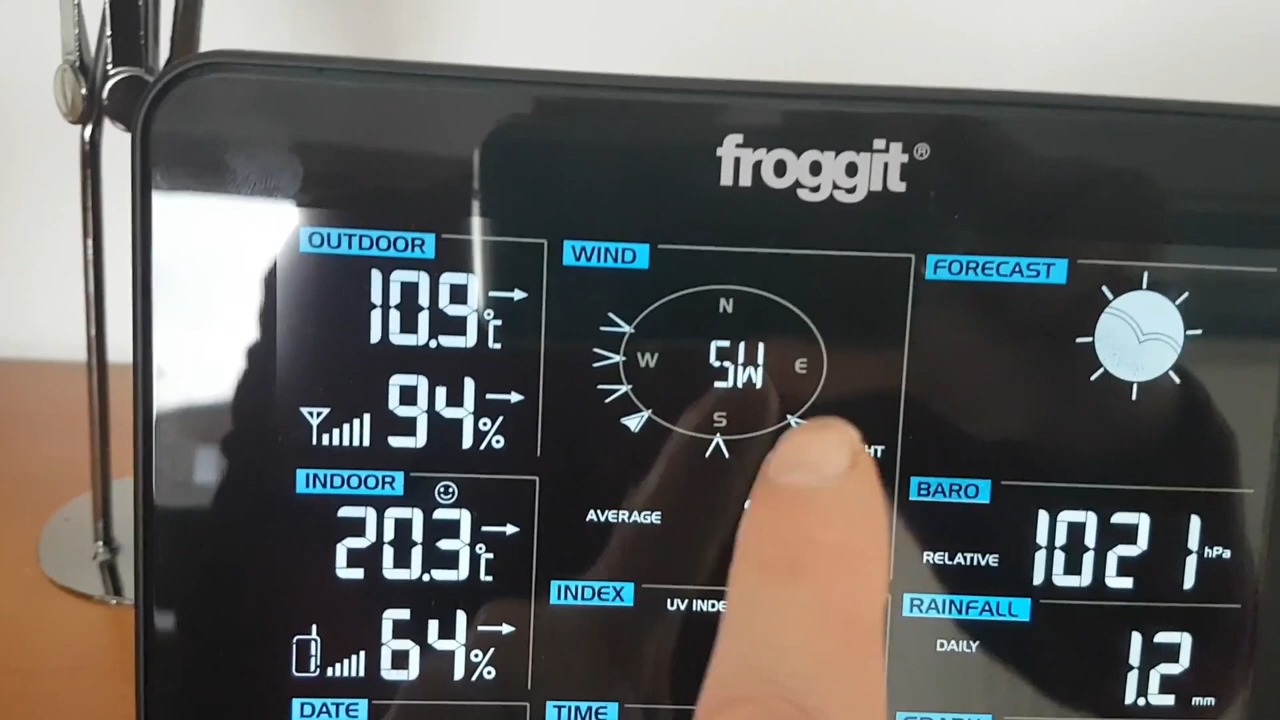 froggit®
OUTDOOR
10.9°C
94%
INDOOR
20.3°C
64%
DATE
WIND
N
W SW E
S
AVERAGE
INDEX
UV INDE
TIME
FORECAST
BARO
RELATIVE 1021 hPa
RAINFALL
DAILY
1.2 mm